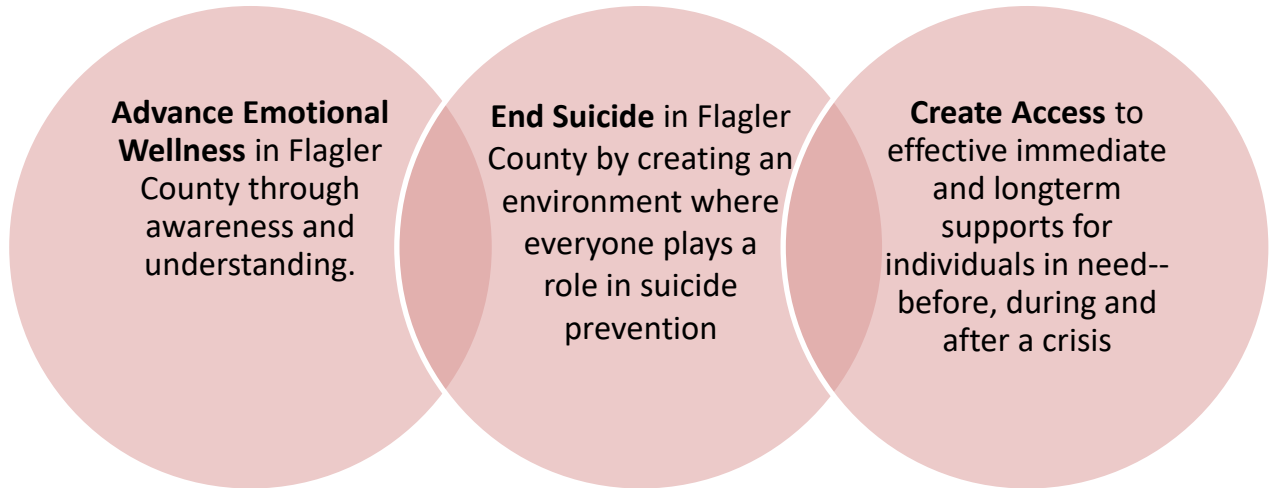 Advance Emotional
Wellness in Flagler
County through
awareness and
understanding.
End Suicide in Flagler
County by creating an
environment where
everyone plays a
role in suicide
prevention
Create Access to
effective immediate
and longterm
supports for
individuals in need--
before, during and
after a crisis